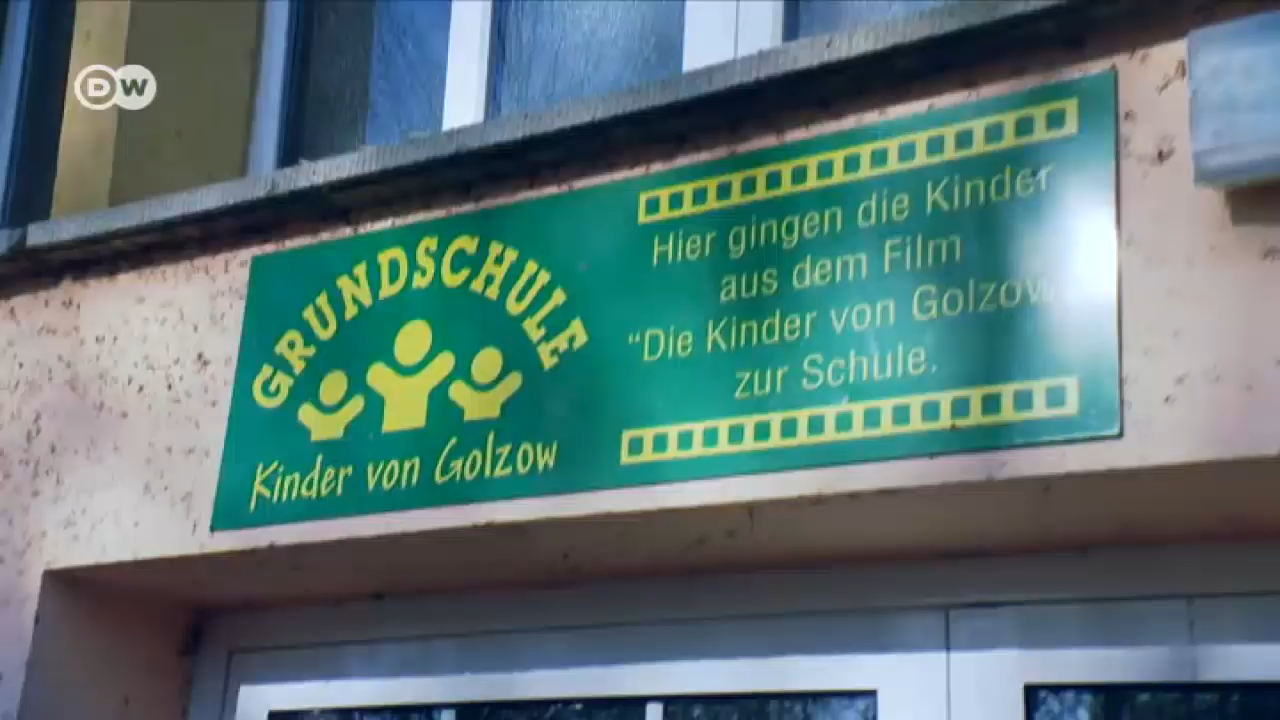 DW
GRUNDSCHULE
Kinder von Golzow
Hier gingen die Kinder
aus dem Film
“Die Kinder von Golzow
zur Schule.